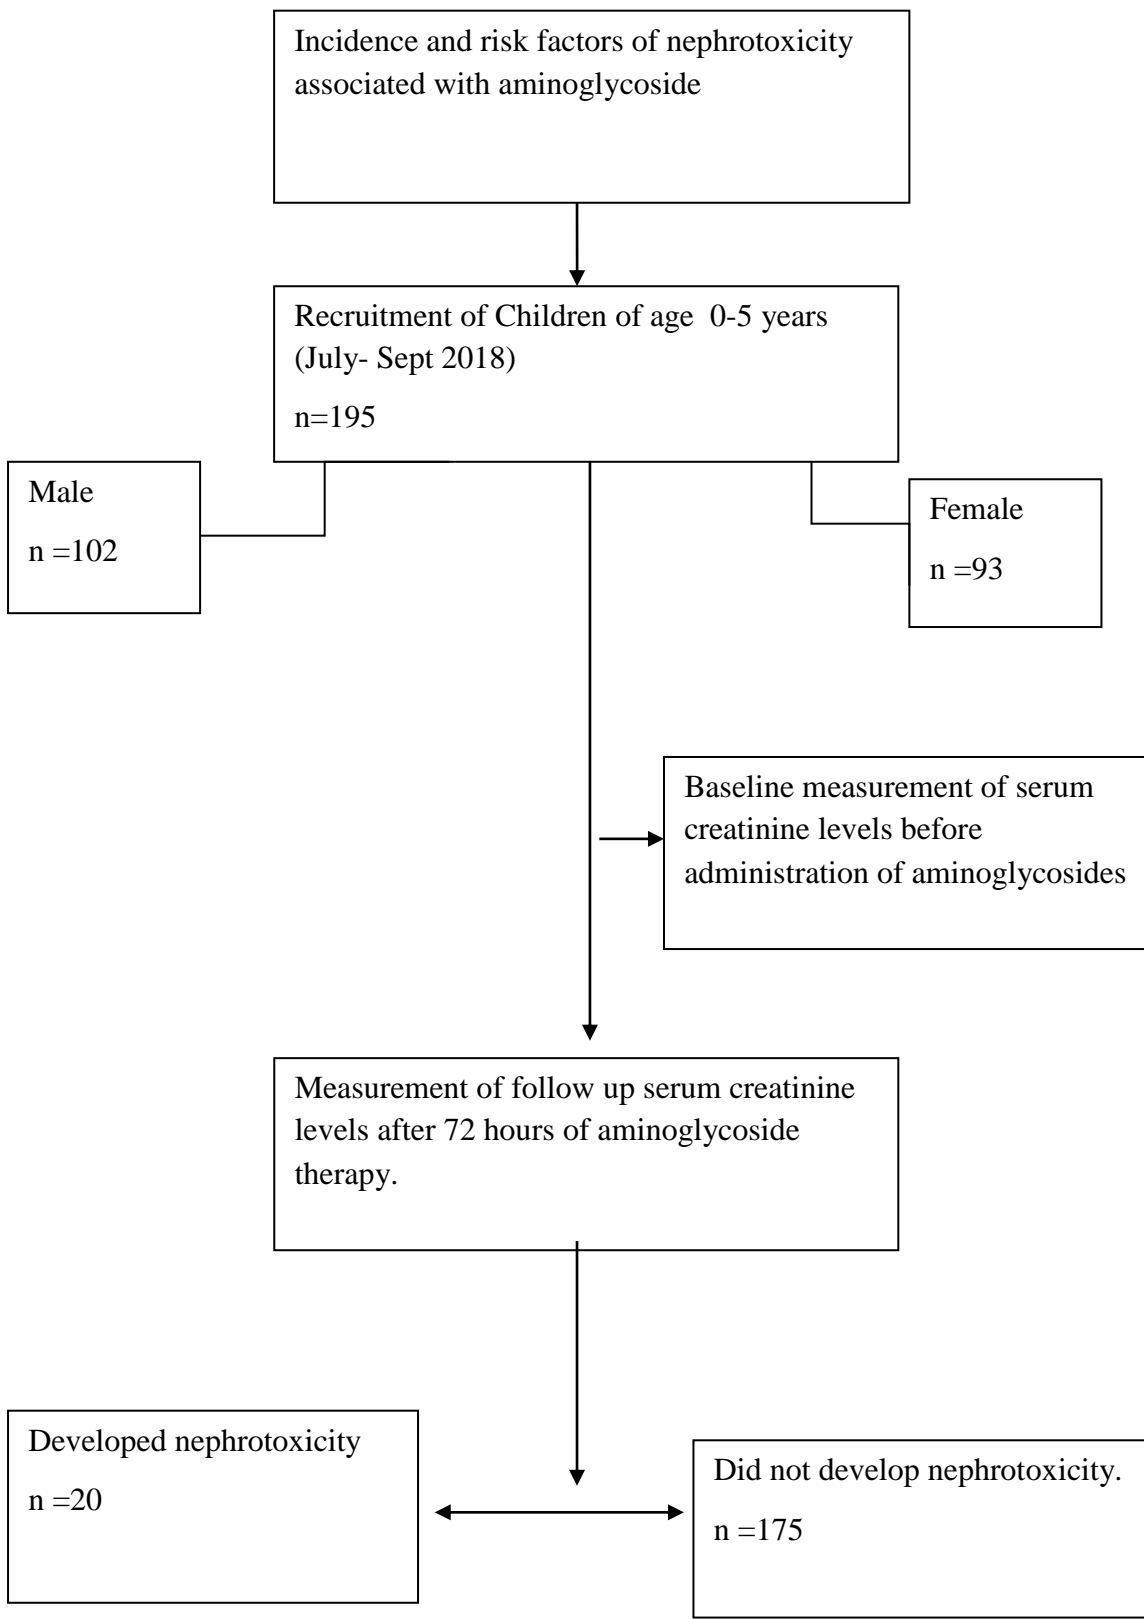 Incidence and risk factors of nephrotoxicity
associated with aminoglycoside
Recruitment of Children of age  0-5 years
(July- Sept 2018)
n=195
Male
n =102
Female
n =93
Baseline measurement of serum
creatinine levels before
administration of aminoglycosides
Measurement of follow up serum creatinine
levels after 72 hours of aminoglycoside
therapy.
Developed nephrotoxicity
n =20
Did not develop nephrotoxicity.
n =175